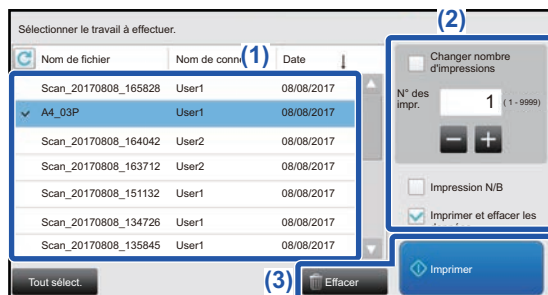 Sélectionner le travail à effectuer.
(2)
Nom de fichier Nom de conne (1) Date
Changer nombre
d'impressions
Scan_20170808_165828 User1 08/08/2017
N° des
impr. 1 (1 - 9999)
A4_03P User1 08/08/2017
Scan_20170808_164042 User2 08/08/2017
Scan_20170808_163712 User2 08/08/2017
Scan_20170808_151132 User1 08/08/2017
Impression N/B
Scan_20170808_134726 User1 08/08/2017
Imprimer et effacer les
Scan_20170808_135845 User1 08/08/2017
Tout sélect. (3) Effacer Imprimer